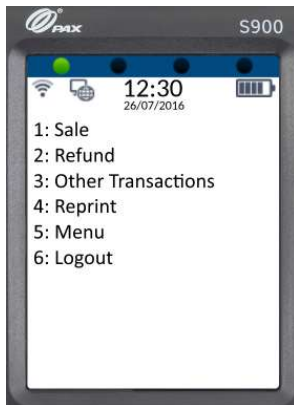 PAX S900
12:30
26/07/2016
1: Sale
2: Refund
3: Other Transactions
4: Reprint
5: Menu
6: Logout